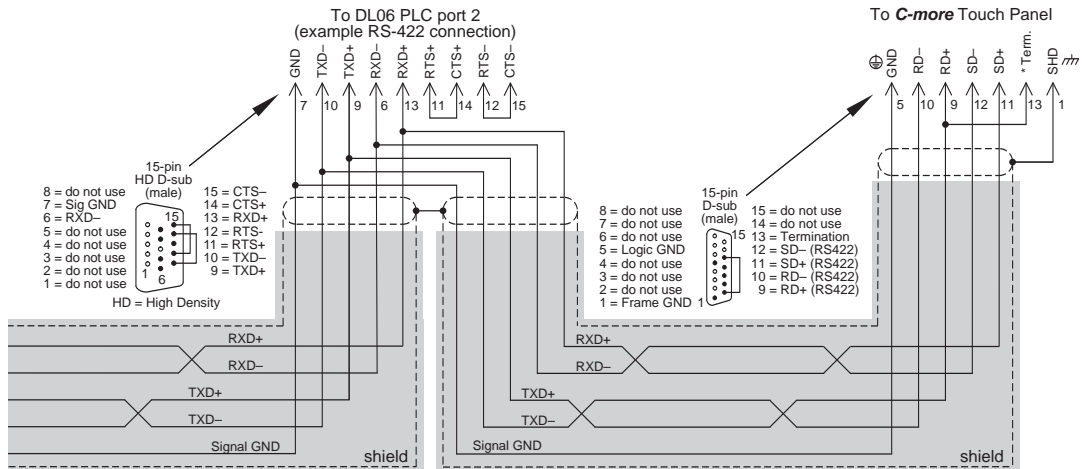 To DL06 PLC port 2
(example RS-422 connection)
GND
TXD–
TXD+
RXD–
RXD+
RTS+
CTS+
RTS–
CTS–
7 10 9 6 13 11 14 12 15
To C-more Touch Panel
GND
RD–
RD+
SD–
SD+
* Term.
SHD
5 10 9 12 11 13 1
15-pin
HD D-sub
(male)
8 = do not use
7 = Sig GND
6 = RXD–
5 = do not use
4 = do not use
3 = do not use
2 = do not use
1 = do not use
15
1
6
15 = CTS–
14 = CTS+
13 = RXD+
12 = RTS-
11 = RTS+
10 = TXD–
9 = TXD+
HD = High Density
15-pin
D-sub
(male)
8 = do not use
7 = do not use
6 = do not use
5 = Logic GND
4 = do not use
3 = do not use
2 = do not use
1 = Frame GND
15
1
15 = do not use
14 = do not use
13 = Termination
12 = SD– (RS422)
11 = SD+ (RS422)
10 = RD– (RS422)
9 = RD+ (RS422)
RXD+
RXD–
TXD+
TXD–
Signal GND
shield
RXD+
RXD–
TXD+
TXD–
Signal GND
shield